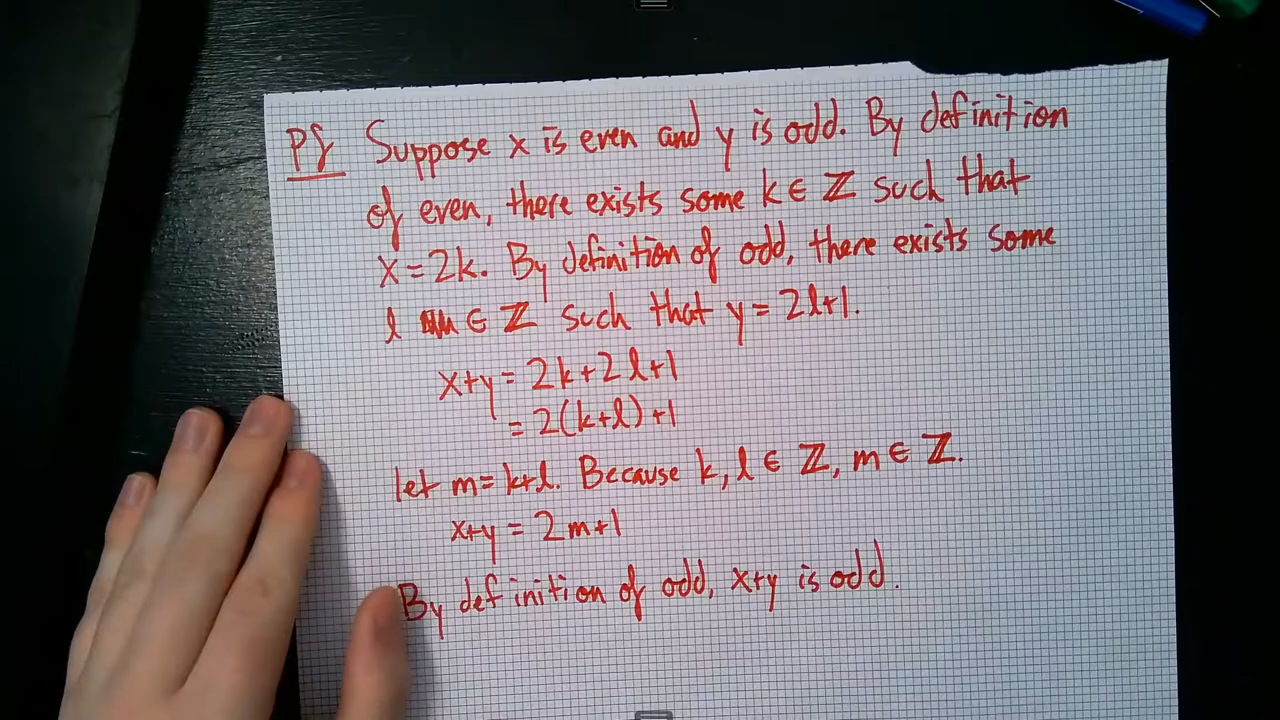 Pf Suppose x is even and y is odd. By definition
of even, there exists some k ∈ ℤ such that
x = 2k. By definition of odd, there exists some
l ∈ ℤ such that y = 2l+1.
x+y = 2k+2l+1
= 2(k+l)+1
let m=k+l. Because k, l ∈ ℤ, m ∈ ℤ.
x+y = 2m+1
By definition of odd, x+y is odd.